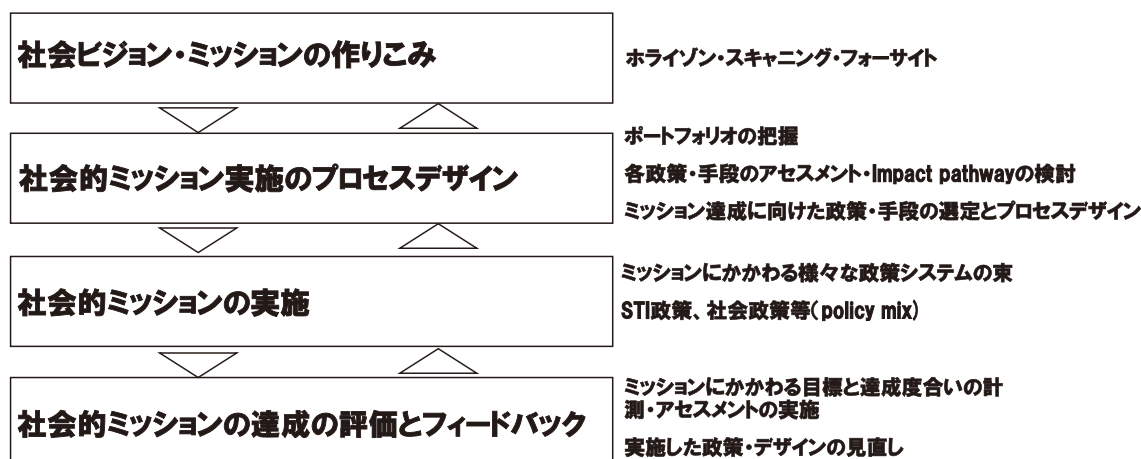 社会ビジョン・ミッションの作りこみ
ホライゾン・スキャニング・フォーサイト
社会的ミッション実施のプロセスデザイン
ポートフォリオの把握
各政策・手段のアセスメント・Impact pathwayの検討
ミッション達成に向けた政策・手段の選定とプロセスデザイン
社会的ミッションの実施
ミッションにかかわる様々な政策システムの束
STI政策、社会政策等(policy mix)
社会的ミッションの達成の評価とフィードバック
ミッションにかかわる目標と達成度合いの計
測・アセスメントの実施
実施した政策・デザインの見直し